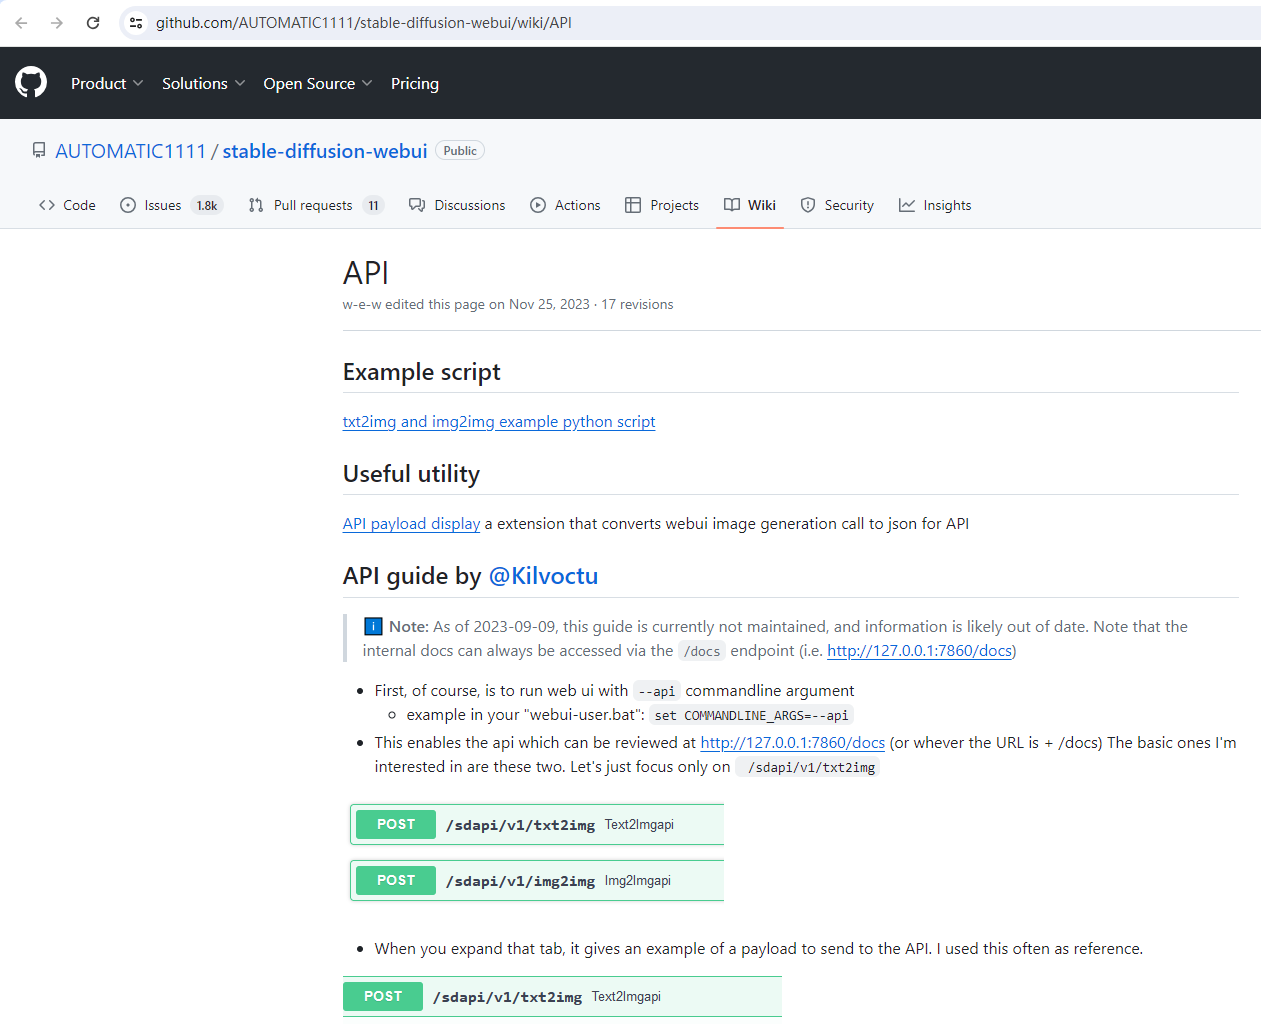 github.com/AUTOMATIC1111/stable-diffusion-webui/wiki/API
Product Solutions Open Source Pricing
AUTOMATIC1111 / stable-diffusion-webui Public
Code Issues 1.8k Pull requests 11 Discussions Actions Projects Wiki Security Insights
API
w-e-w edited this page on Nov 25, 2023 · 17 revisions
Example script
txt2img and img2img example python script
Useful utility
API payload display a extension that converts webui image generation call to json for API
API guide by @Kilvoctu
i Note: As of 2023-09-09, this guide is currently not maintained, and information is likely out of date. Note that the
internal docs can always be accessed via the /docs endpoint (i.e. http://127.0.0.1:7860/docs)
• First, of course, is to run web ui with --api commandline argument
◦ example in your "webui-user.bat": set COMMANDLINE_ARGS=--api
• This enables the api which can be reviewed at http://127.0.0.1:7860/docs (or whever the URL is + /docs) The basic ones I'm
interested in are these two. Let's just focus only on /sdapi/v1/txt2img
POST /sdapi/v1/txt2img Text2Imgapi
POST /sdapi/v1/img2img Img2Imgapi
• When you expand that tab, it gives an example of a payload to send to the API. I used this often as reference.
POST /sdapi/v1/txt2img Text2Imgapi